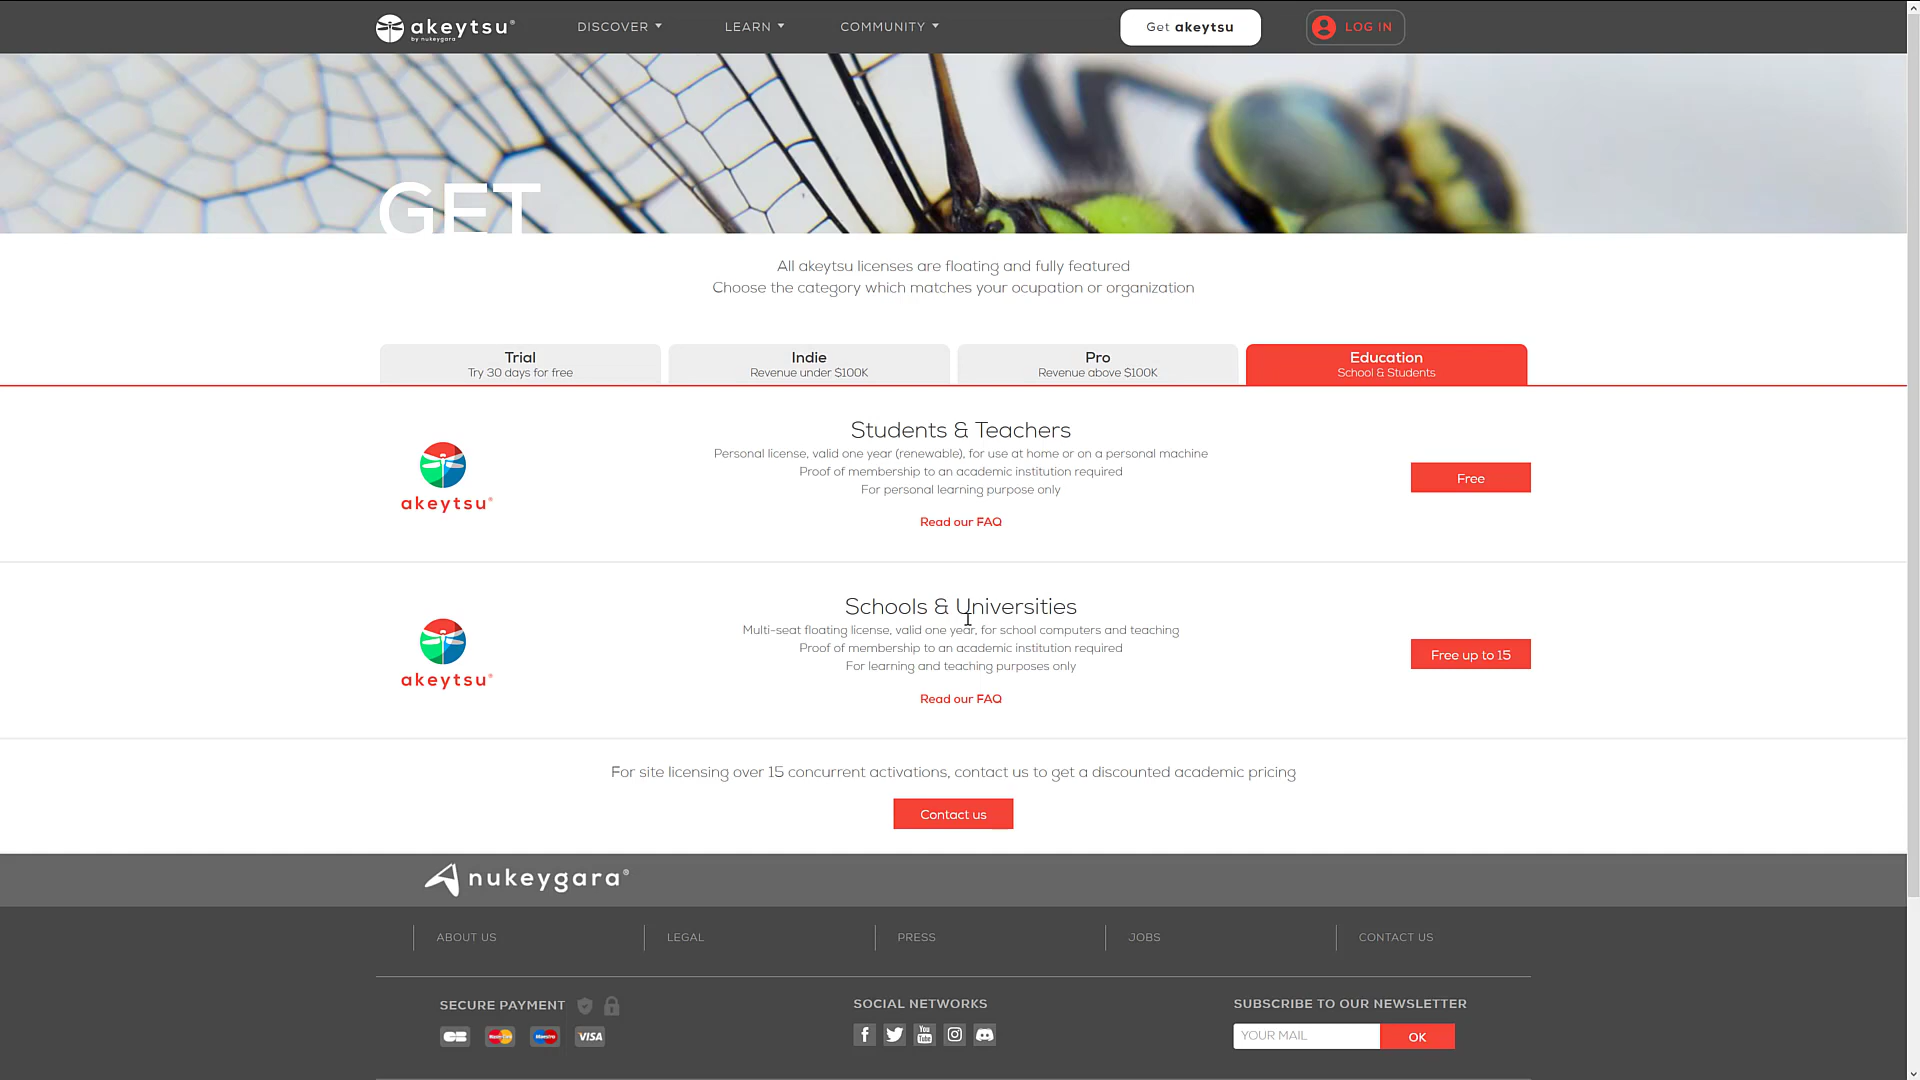 akeytsu®
by nukeygara
DISCOVER
LEARN
COMMUNITY
Get akeytsu
LOG IN
GET
All akeytsu licenses are floating and fully featured
Choose the category which matches your ocupation or organization
Trial
Try 30 days for free
Indie
Revenue under $100K
Pro
Revenue above $100K
Education
School & Students
akeytsu®
Students & Teachers
Personal license, valid one year (renewable), for use at home or on a personal machine
Proof of membership to an academic institution required
For personal learning purpose only
Read our FAQ
Free
akeytsu®
Schools & Universities
Multi-seat floating license, valid one year, for school computers and teaching
Proof of membership to an academic institution required
For learning and teaching purposes only
Read our FAQ
Free up to 15
For site licensing over 15 concurrent activations, contact us to get a discounted academic pricing
Contact us
nukeygara®
ABOUT US
LEGAL
PRESS
JOBS
CONTACT US
SECURE PAYMENT
MasterCard
Maestro
VISA
SOCIAL NETWORKS
You
Tube
SUBSCRIBE TO OUR NEWSLETTER
YOUR MAIL
OK